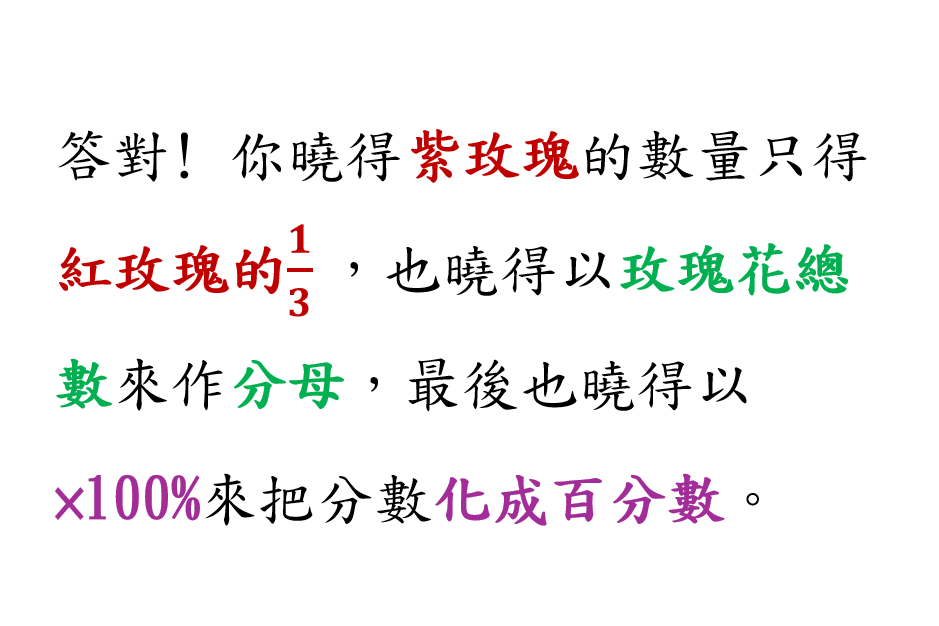 答對! 你曉得紫玫瑰的數量只得
紅玫瑰的1/3，也曉得以玫瑰花總
數來作分母，最後也曉得以
×100%來把分數化成百分數。